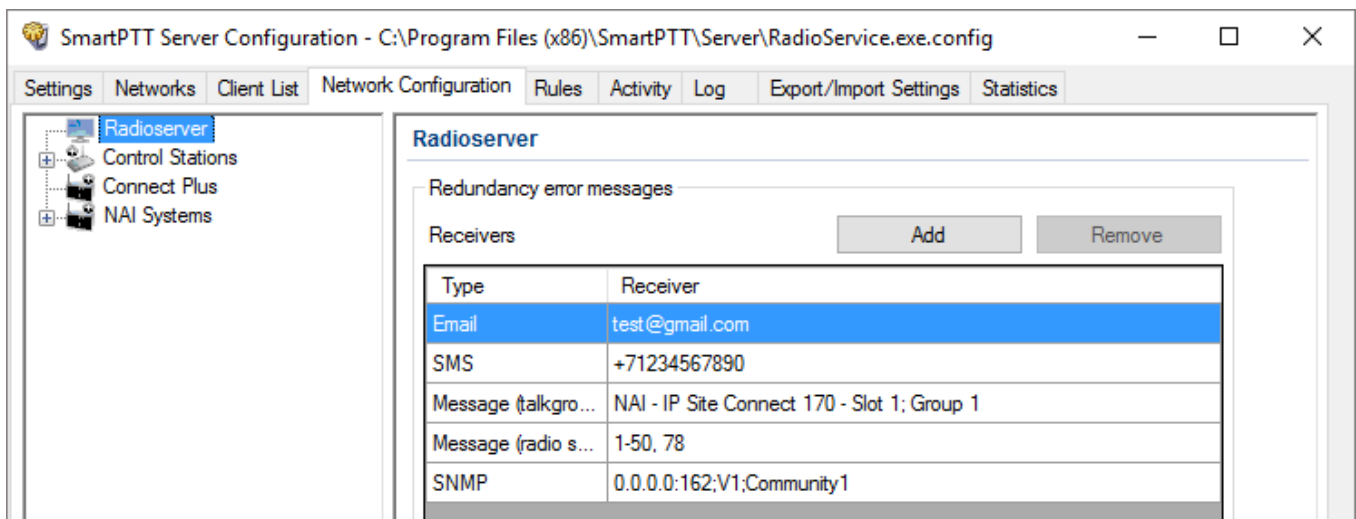 SmartPTT Server Configuration - C:\Program Files (x86)\SmartPTT\Server\RadioService.exe.config
Settings Networks Client List Network Configuration Rules Activity Log Export/Import Settings Statistics
Radioserver
Control Stations
Connect Plus
NAI Systems
Radioserver
Redundancy error messages
Receivers Add Remove
Type Receiver
Email test@gmail.com
SMS +71234567890
Message (talkgro... NAI - IP Site Connect 170 - Slot 1; Group 1
Message (radio s... 1-50, 78
SNMP 0.0.0.0:162;V1;Community1